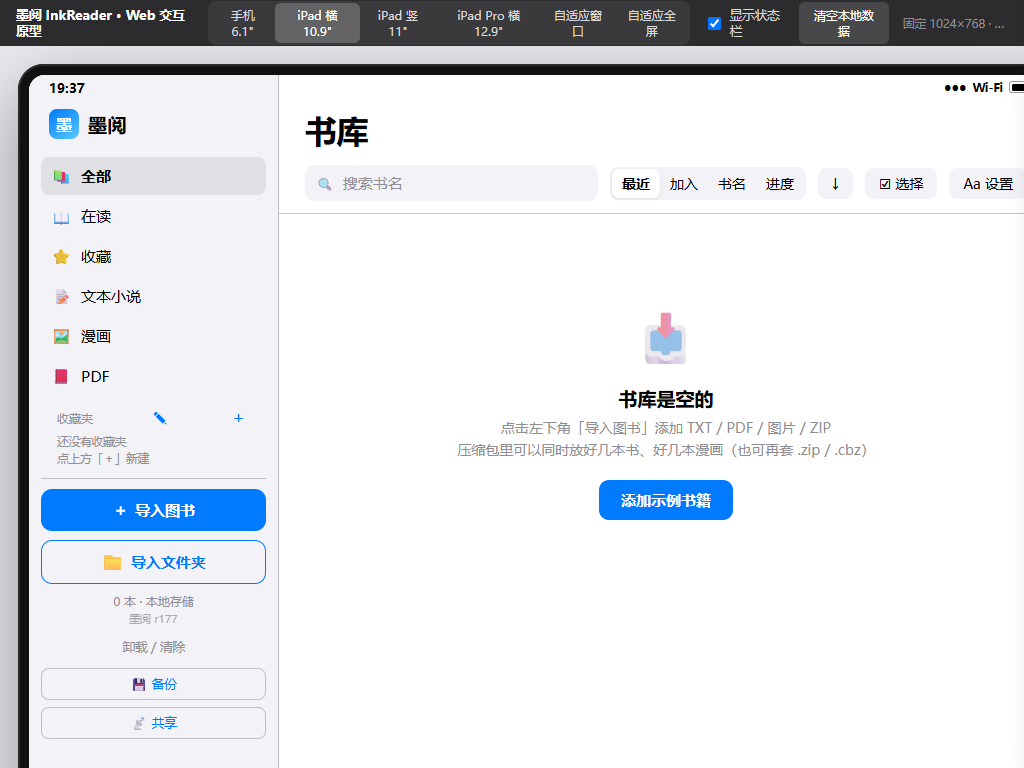 墨阅 InkReader • Web 交互
原型
手机
6.1"
iPad 横
10.9"
iPad 竖
11"
iPad Pro 横
12.9"
自适应窗
口
自适应全
屏
显示状态
栏
清空本地数
据
固定 1024×768 · ...
19:37
••• Wi-Fi
墨 墨阅
全部
在读
收藏
文本小说
漫画
PDF
收藏夹 +
还没有收藏夹
点上方「+」新建
+ 导入图书
导入文件夹
0 本 · 本地存储
墨阅 r177
卸载 / 清除
备份
共享
书库
搜索书名
最近 加入 书名 进度 ↓ ☑ 选择 Aa 设置
书库是空的
点击左下角「导入图书」添加 TXT / PDF / 图片 / ZIP
压缩包里可以同时放好几本书、好几本漫画（也可再套 .zip / .cbz）
添加示例书籍